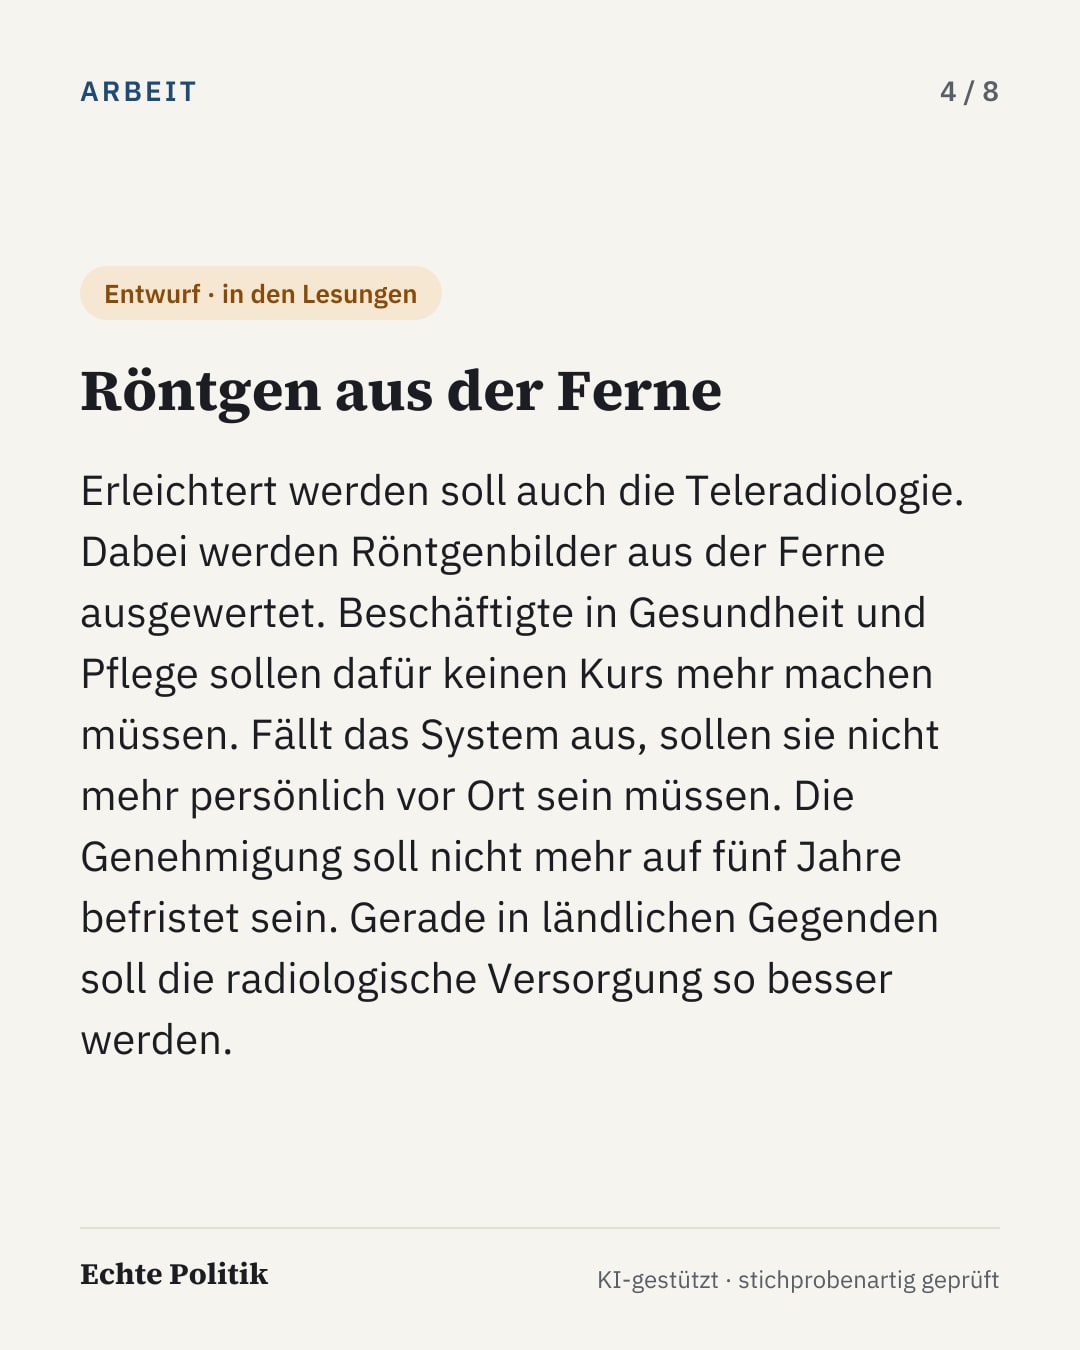 ARBEIT
4 / 8
Entwurf · in den Lesungen
Röntgen aus der Ferne
Erleichtert werden soll auch die Teleradiologie.
Dabei werden Röntgenbilder aus der Ferne
ausgewertet. Beschäftigte in Gesundheit und
Pflege sollen dafür keinen Kurs mehr machen
müssen. Fällt das System aus, sollen sie nicht
mehr persönlich vor Ort sein müssen. Die
Genehmigung soll nicht mehr auf fünf Jahre
befristet sein. Gerade in ländlichen Gegenden
soll die radiologische Versorgung so besser
werden.
Echte Politik
KI-gestützt · stichprobenartig geprüft